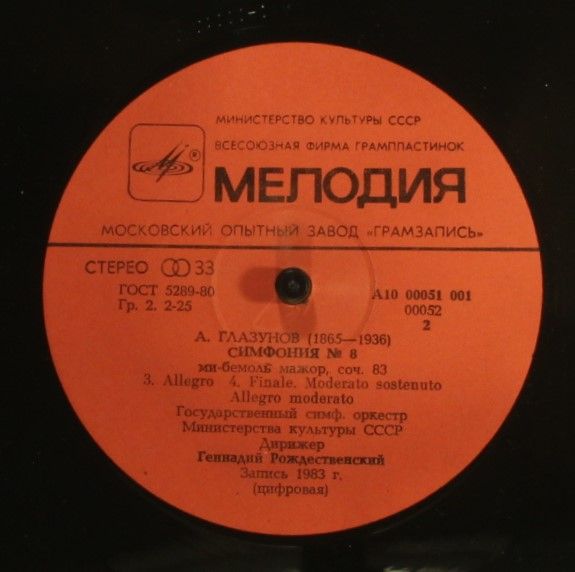 МИНИСТЕРСТВО КУЛЬТУРЫ СССР
ВСЕСОЮЗНАЯ ФИРМА ГРАМПЛАСТИНОК
®
МЕЛОДИЯ
МОСКОВСКИЙ ОПЫТНЫЙ ЗАВОД «ГРАМЗАПИСЬ»
СТЕРЕО 33
ГОСТ 5289-80
Гр. 2. 2-25
А10 00051 001
00052
2
А. ГЛАЗУНОВ (1865—1936)
СИМФОНИЯ № 8
ми-бемоль мажор, соч. 83
3. Allegro 4. Finale. Moderato sostenuto
Allegro moderato
Государственный симф. оркестр
Министерства культуры СССР
Дирижер
Геннадий Рождественский
Запись 1983 г.
(цифровая)